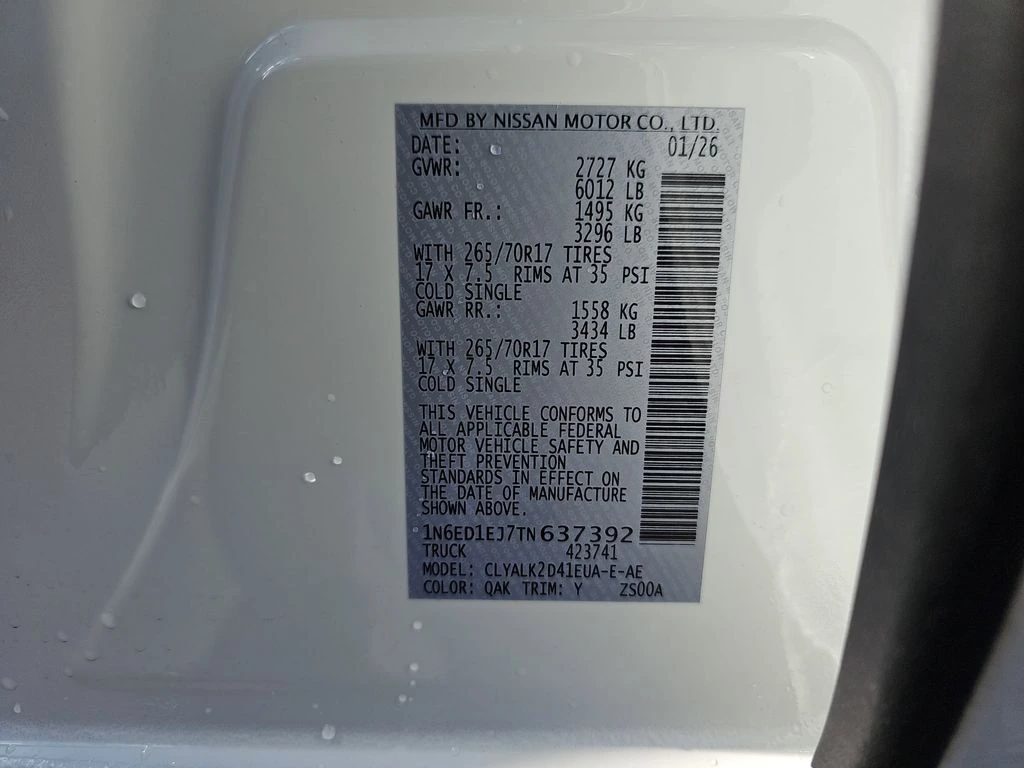 MFD BY NISSAN MOTOR CO., LTD.
DATE: 01/26
GVWR: 2727 KG
6012 LB
GAWR FR.: 1495 KG
3296 LB
WITH 265/70R17 TIRES
17 X 7.5 RIMS AT 35 PSI
COLD SINGLE
GAWR RR.: 1558 KG
3434 LB
WITH 265/70R17 TIRES
17 X 7.5 RIMS AT 35 PSI
COLD SINGLE
THIS VEHICLE CONFORMS TO
ALL APPLICABLE FEDERAL
MOTOR VEHICLE SAFETY AND
THEFT PREVENTION
STANDARDS IN EFFECT ON
THE DATE OF MANUFACTURE
SHOWN ABOVE.
1N6ED1EJ7TN637392
TRUCK 423741
MODEL: CLYALK2D41EUA-E-AE
COLOR: QAK TRIM: Y ZS00A